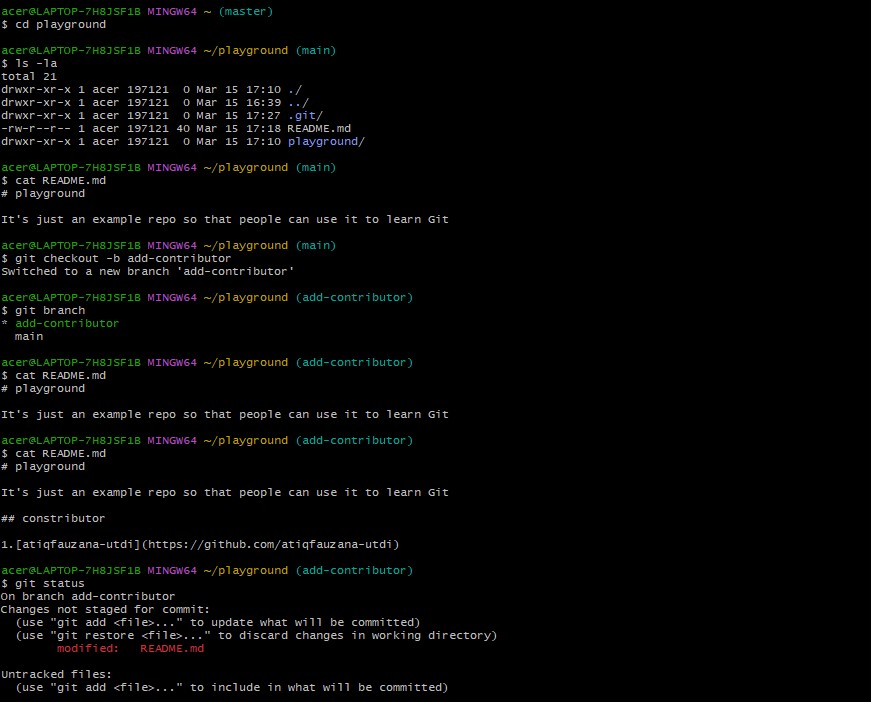 acer@LAPTOP-7H8JSF1B MINGW64 ~ (master)
$ cd playground
acer@LAPTOP-7H8JSF1B MINGW64 ~/playground (main)
$ ls -la
total 21
drwxr-xr-x 1 acer 197121  0 Mar 15 17:10 ./
drwxr-xr-x 1 acer 197121  0 Mar 15 16:39 ../
drwxr-xr-x 1 acer 197121  0 Mar 15 17:27 .git/
-rw-r--r-- 1 acer 197121 40 Mar 15 17:18 README.md
drwxr-xr-x 1 acer 197121  0 Mar 15 17:10 playground/
acer@LAPTOP-7H8JSF1B MINGW64 ~/playground (main)
$ cat README.md
# playground
It's just an example repo so that people can use it to learn Git
acer@LAPTOP-7H8JSF1B MINGW64 ~/playground (main)
$ git checkout -b add-contributor
Switched to a new branch 'add-contributor'
acer@LAPTOP-7H8JSF1B MINGW64 ~/playground (add-contributor)
$ git branch
* add-contributor
  main
acer@LAPTOP-7H8JSF1B MINGW64 ~/playground (add-contributor)
$ cat README.md
# playground
It's just an example repo so that people can use it to learn Git
acer@LAPTOP-7H8JSF1B MINGW64 ~/playground (add-contributor)
$ cat README.md
# playground
It's just an example repo so that people can use it to learn Git
## constributor
1.[atiqfauzana-utdi](https://github.com/atiqfauzana-utdi)
acer@LAPTOP-7H8JSF1B MINGW64 ~/playground (add-contributor)
$ git status
On branch add-contributor
Changes not staged for commit:
  (use "git add <file>..." to update what will be committed)
  (use "git restore <file>..." to discard changes in working directory)
        modified:   README.md
Untracked files:
  (use "git add <file>..." to include in what will be committed)